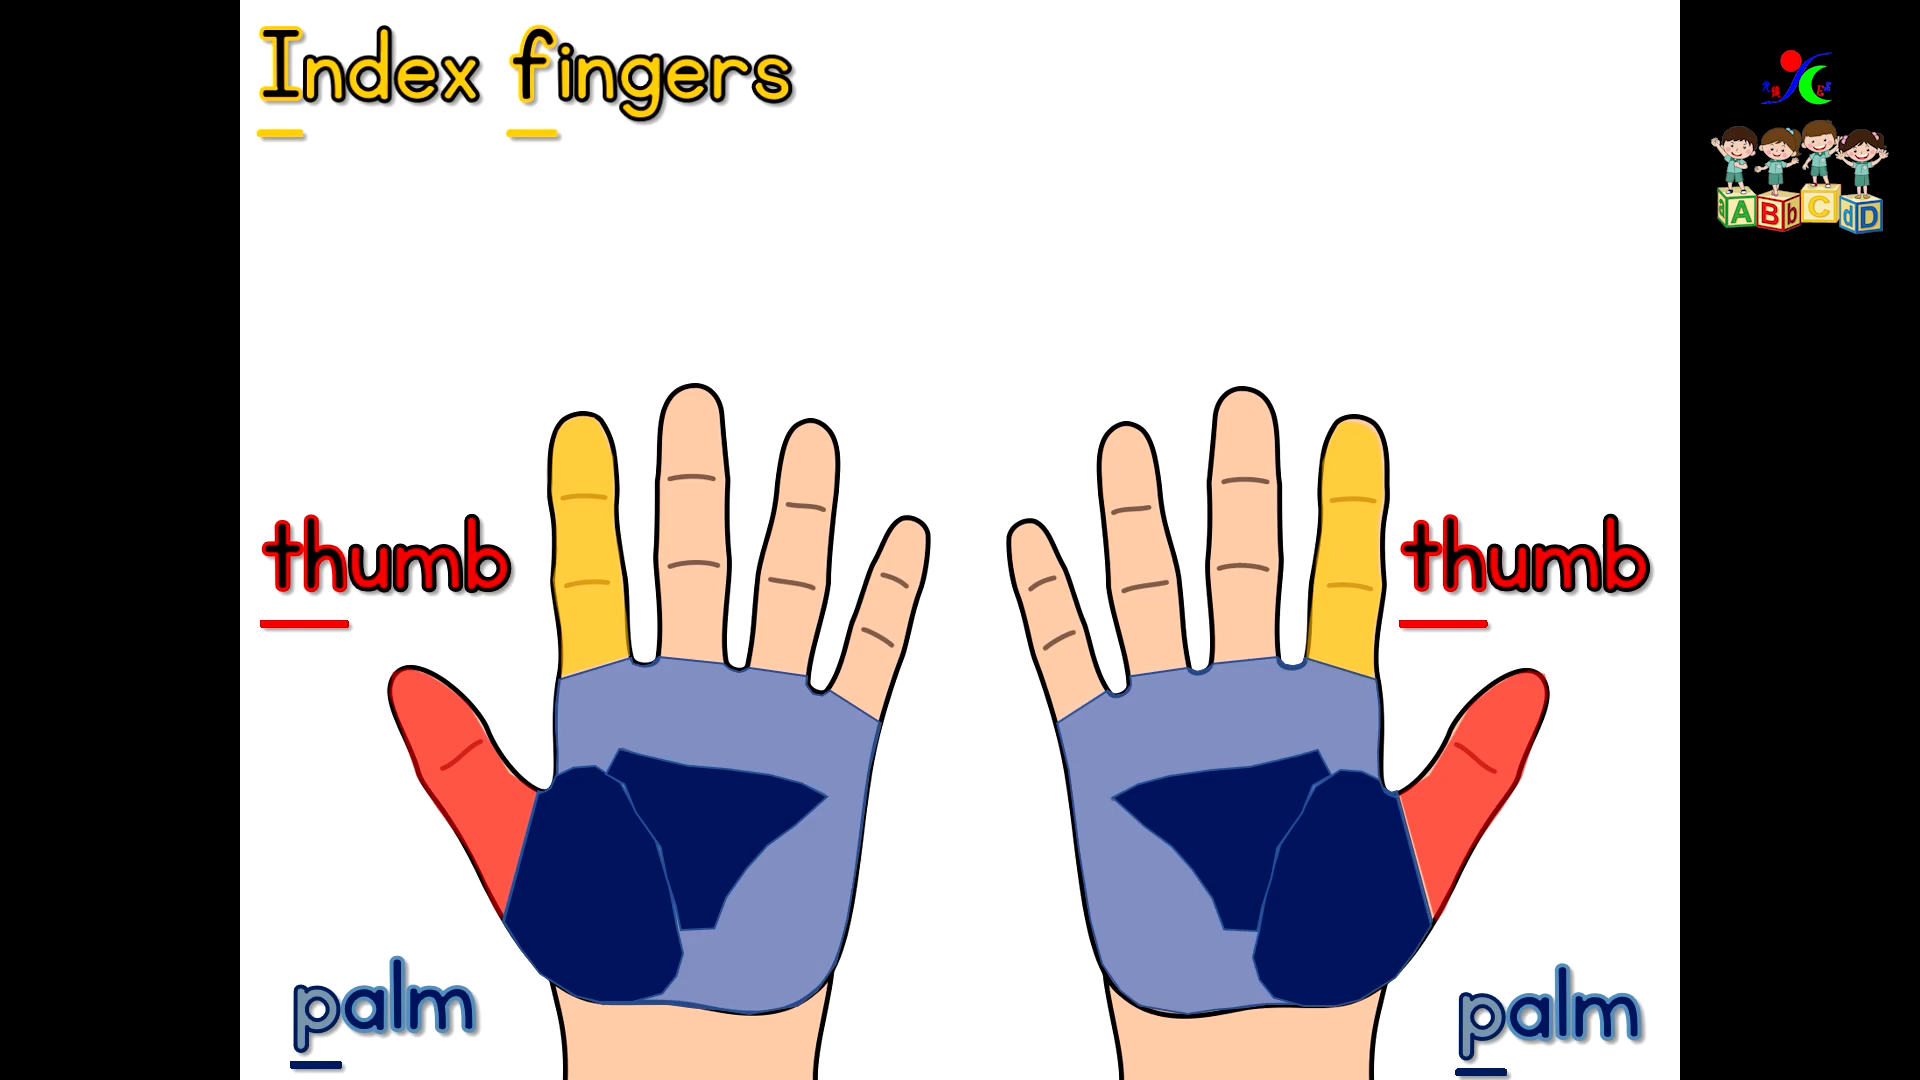 Index fingers
thumb
thumb
palm
palm
A B b C d D